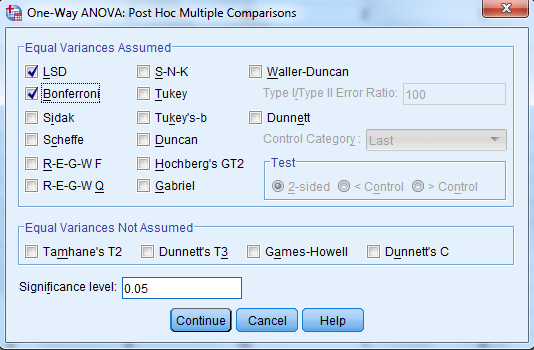 One-Way ANOVA: Post Hoc Multiple Comparisons
Equal Variances Assumed
LSD S-N-K Waller-Duncan
Bonferroni Tukey Type I/Type II Error Ratio: 100
Sidak Tukey's-b Dunnett
Scheffe Duncan Control Category: Last
R-E-G-W F Hochberg's GT2 Test
R-E-G-W Q Gabriel 2-sided < Control > Control
Equal Variances Not Assumed
Tamhane's T2 Dunnett's T3 Games-Howell Dunnett's C
Significance level: 0.05
Continue Cancel Help